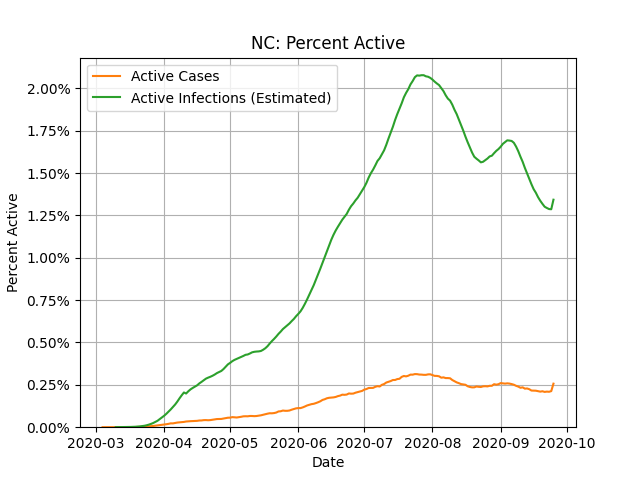 NC: Percent Active
Active Cases
Active Infections (Estimated)
Percent Active
2.00%
1.75%
1.50%
1.25%
1.00%
0.75%
0.50%
0.25%
0.00%
2020-03 2020-04 2020-05 2020-06 2020-07 2020-08 2020-09 2020-10
Date